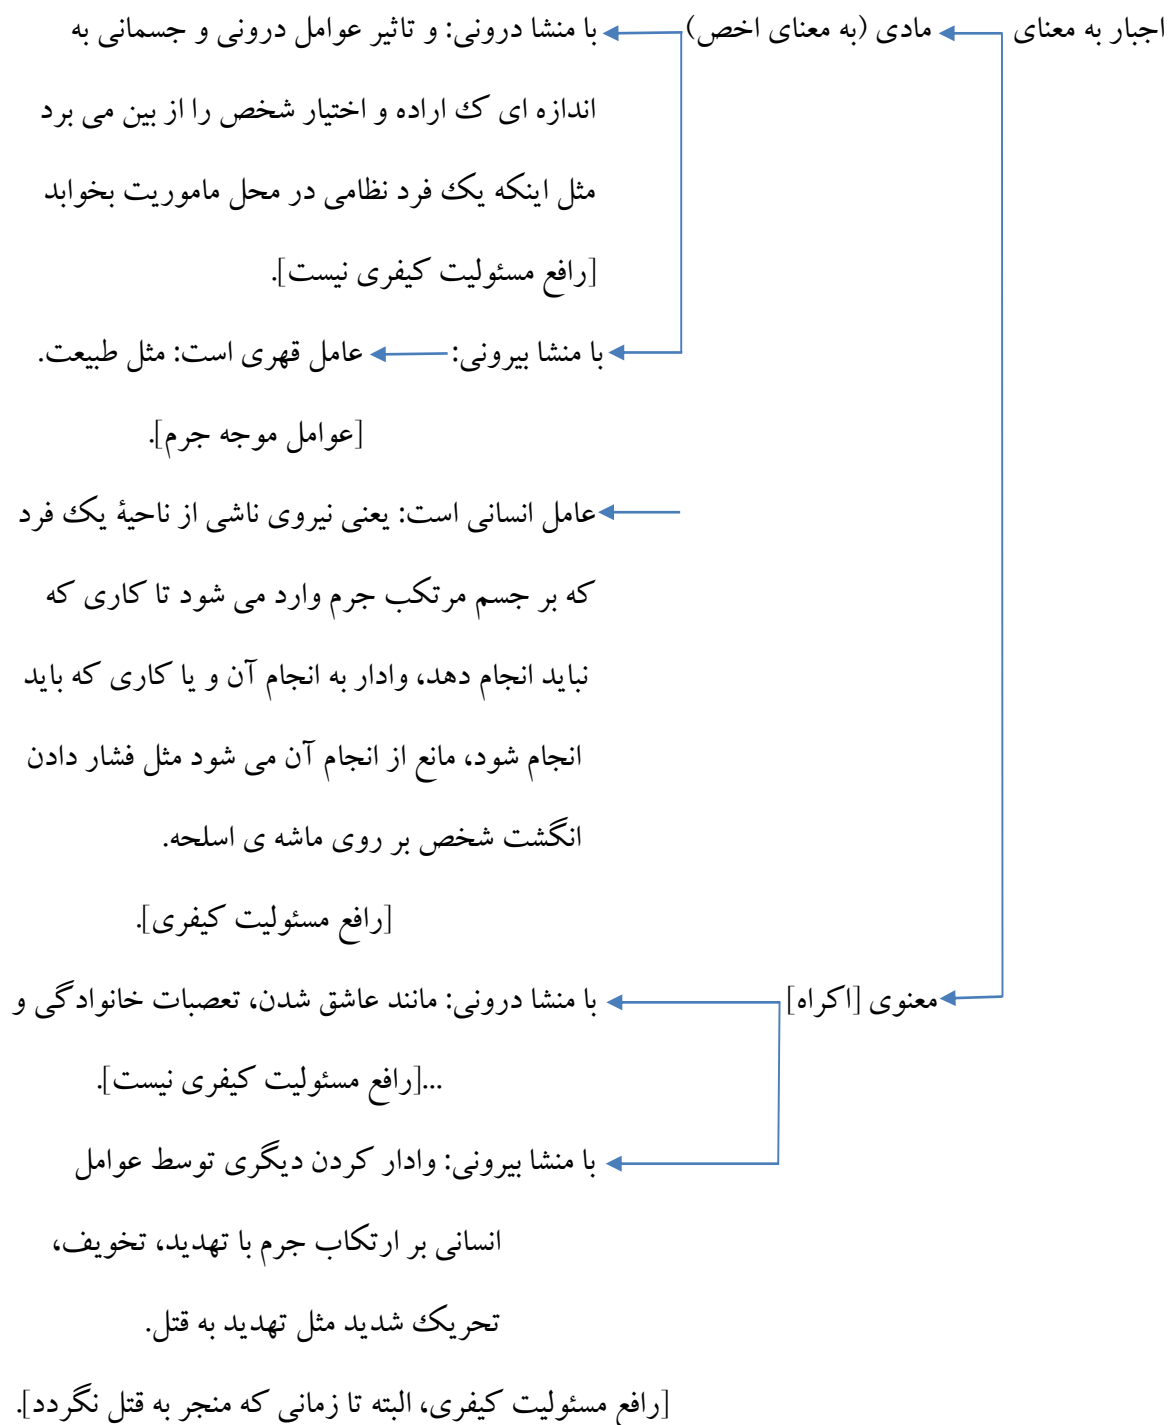 اجبار به معنای مادی (به معنای اخص) با منشا درونی: و تاثیر عوامل درونی و جسمانی به
اندازه ای ک اراده و اختیار شخص را از بین می برد
مثل اینکه یک فرد نظامی در محل ماموریت بخوابد
[رافع مسئولیت کیفری نیست].
با منشا بیرونی: عامل قهری است: مثل طبیعت.
[عوامل موجه جرم].
عامل انسانی است: یعنی نیروی ناشی از ناحیۀ یک فرد
که بر جسم مرتکب جرم وارد می شود تا کاری که
نباید انجام دهد، وادار به انجام آن و یا کاری که باید
انجام شود، مانع از انجام آن می شود مثل فشار دادن
انگشت شخص بر روی ماشه ی اسلحه.
[رافع مسئولیت کیفری].
معنوی [اکراه] با منشا درونی: مانند عاشق شدن، تعصبات خانوادگی و
...[رافع مسئولیت کیفری نیست].
با منشا بیرونی: وادار کردن دیگری توسط عوامل
انسانی بر ارتکاب جرم با تهدید، تخویف،
تحریک شدید مثل تهدید به قتل.
[رافع مسئولیت کیفری، البته تا زمانی که منجر به قتل نگردد].